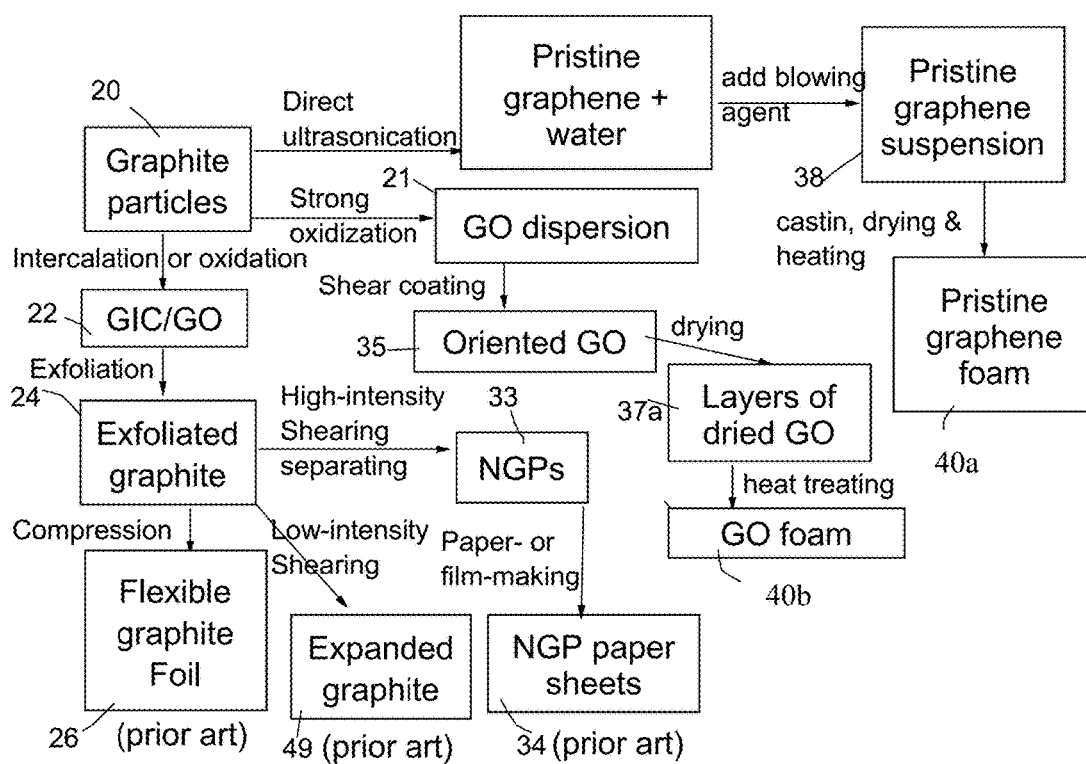 20
Graphite
particles
Direct
ultrasonication
Pristine
graphene +
water
add blowing
agent
Pristine
graphene
suspension
38
Strong
oxidization
21
GO dispersion
castin, drying &
heating
Pristine
graphene
foam
40a
Intercalation or oxidation
22
GIC/GO
Shear coating
35
Oriented GO
drying
37a
Layers of
dried GO
heat treating
GO foam
40b
Exfoliation
24
Exfoliated
graphite
High-intensity
Shearing
separating
33
NGPs
Compression
Low-intensity
Shearing
Paper- or
film-making
Flexible
graphite
Foil
26
(prior art)
Expanded
graphite
49 (prior art)
NGP paper
sheets
34 (prior art)